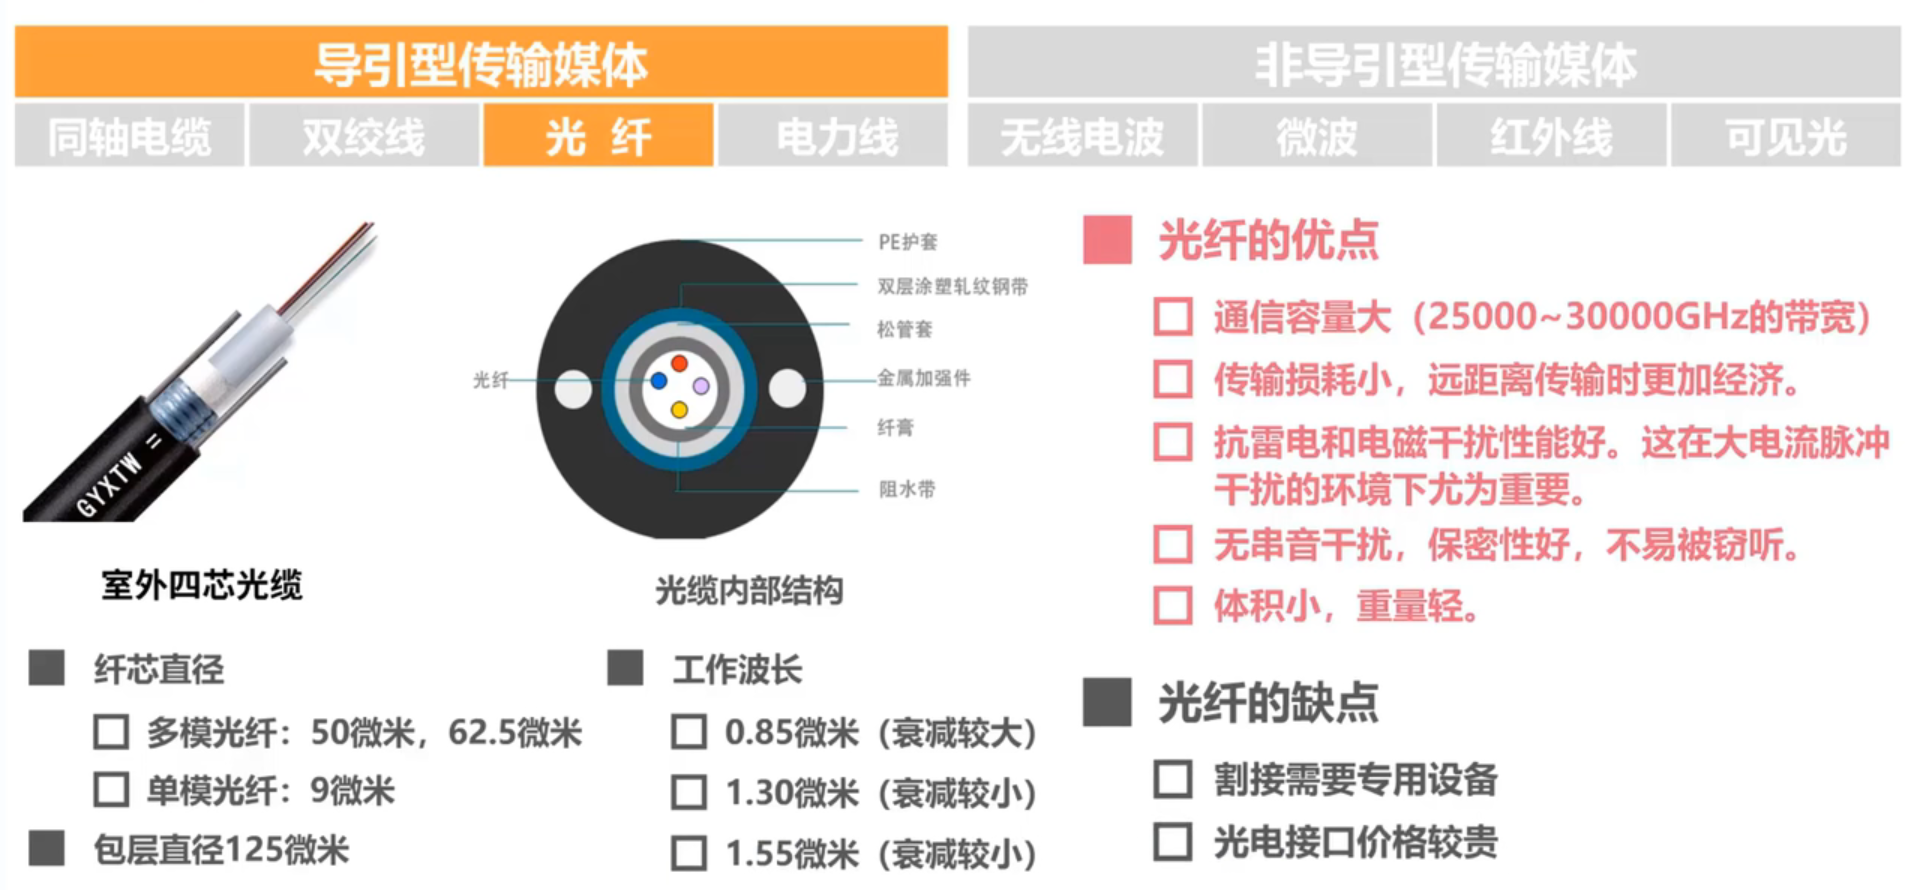 导引型传输媒体
非导引型传输媒体
同轴电缆
双绞线
光 纤
电力线
无线电波
微波
红外线
可见光
GYXTW =
室外四芯光缆
PE护套
双层涂塑轧纹钢带
松管套
光纤
金属加强件
纤膏
阻水带
光缆内部结构
纤芯直径
多模光纤：50微米，62.5微米
单模光纤：9微米
包层直径125微米
工作波长
0.85微米（衰减较大）
1.30微米（衰减较小）
1.55微米（衰减较小）
光纤的优点
通信容量大（25000~30000GHz的带宽）
传输损耗小，远距离传输时更加经济。
抗雷电和电磁干扰性能好。这在大电流脉冲
干扰的环境下尤为重要。
无串音干扰，保密性好，不易被窃听。
体积小，重量轻。
光纤的缺点
割接需要专用设备
光电接口价格较贵